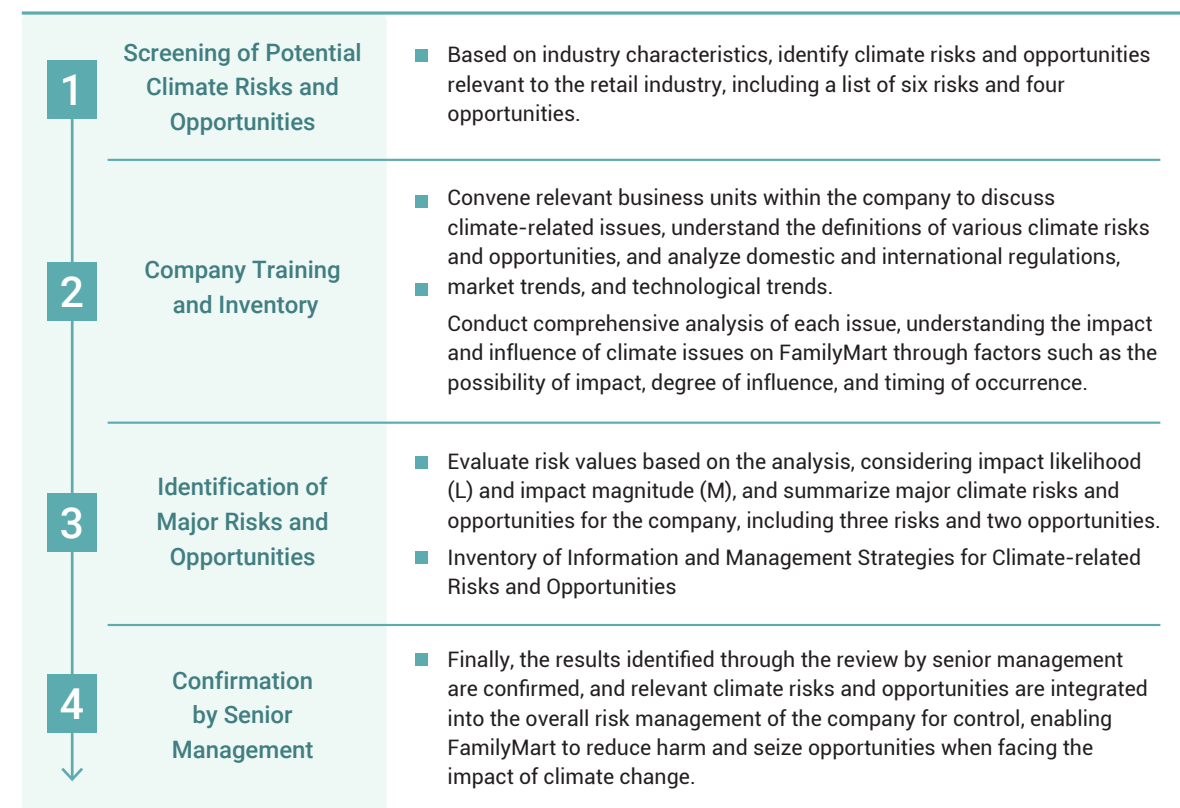 1
Screening of Potential
Climate Risks and
Opportunities
Based on industry characteristics, identify climate risks and opportunities
relevant to the retail industry, including a list of six risks and four
opportunities.
2
Company Training
and Inventory
Convene relevant business units within the company to discuss
climate-related issues, understand the definitions of various climate risks
and opportunities, and analyze domestic and international regulations,
market trends, and technological trends.
Conduct comprehensive analysis of each issue, understanding the impact
and influence of climate issues on FamilyMart through factors such as the
possibility of impact, degree of influence, and timing of occurrence.
3
Identification of
Major Risks and
Opportunities
Evaluate risk values based on the analysis, considering impact likelihood
(L) and impact magnitude (M), and summarize major climate risks and
opportunities for the company, including three risks and two opportunities.
Inventory of Information and Management Strategies for Climate-related
Risks and Opportunities
4
Confirmation
by Senior
Management
Finally, the results identified through the review by senior management
are confirmed, and relevant climate risks and opportunities are integrated
into the overall risk management of the company for control, enabling
FamilyMart to reduce harm and seize opportunities when facing the
impact of climate change.